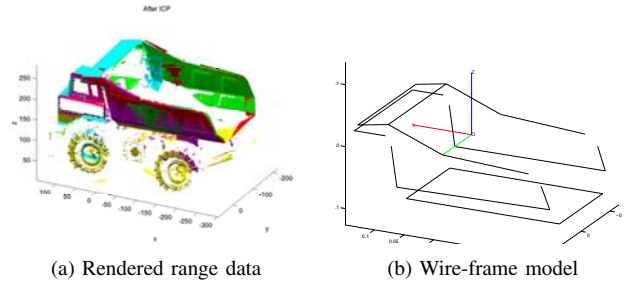 After ICP
250
200
150
100
50
z
100 50 0 -50 -100 -150 -200 -250 -300
x
0
-100
-200
y
z
.1
0
.1
x
0
0.1 0.05
0
(a) Rendered range data
(b) Wire-frame model